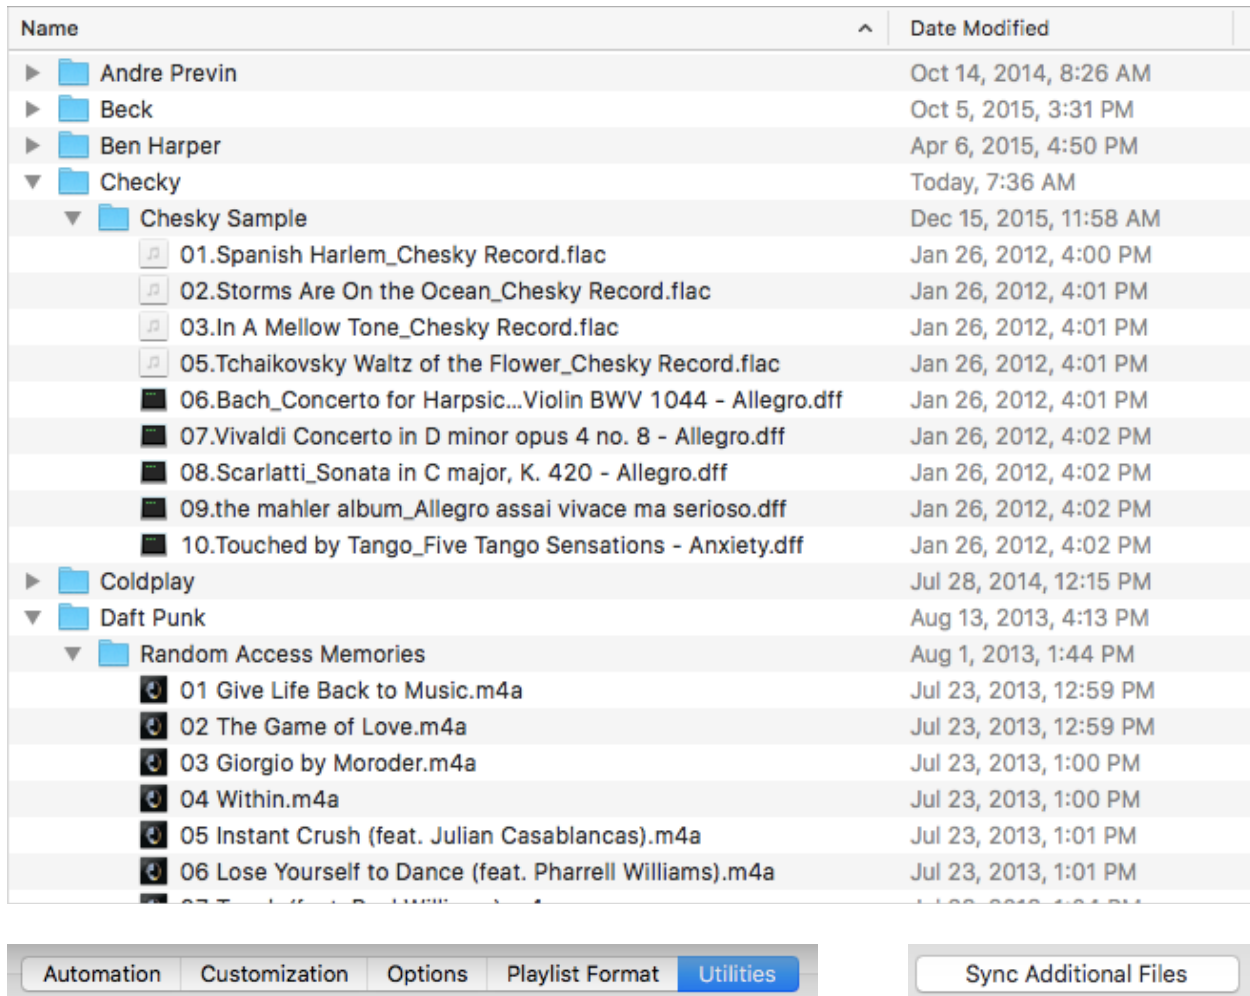 Name Date Modified
Andre Previn Oct 14, 2014, 8:26 AM
Beck Oct 5, 2015, 3:31 PM
Ben Harper Apr 6, 2015, 4:50 PM
Checky Today, 7:36 AM
Chesky Sample Dec 15, 2015, 11:58 AM
01.Spanish Harlem_Chesky Record.flac Jan 26, 2012, 4:00 PM
02.Storms Are On the Ocean_Chesky Record.flac Jan 26, 2012, 4:01 PM
03.In A Mellow Tone_Chesky Record.flac Jan 26, 2012, 4:01 PM
05.Tchaikovsky Waltz of the Flower_Chesky Record.flac Jan 26, 2012, 4:01 PM
06.Bach_Concerto for Harpsic...Violin BWV 1044 - Allegro.dff Jan 26, 2012, 4:01 PM
07.Vivaldi Concerto in D minor opus 4 no. 8 - Allegro.dff Jan 26, 2012, 4:02 PM
08.Scarlatti_Sonata in C major, K. 420 - Allegro.dff Jan 26, 2012, 4:02 PM
09.the mahler album_Allegro assai vivace ma serioso.dff Jan 26, 2012, 4:02 PM
10.Touched by Tango_Five Tango Sensations - Anxiety.dff Jan 26, 2012, 4:02 PM
Coldplay Jul 28, 2014, 12:15 PM
Daft Punk Aug 13, 2013, 4:13 PM
Random Access Memories Aug 1, 2013, 1:44 PM
01 Give Life Back to Music.m4a Jul 23, 2013, 12:59 PM
02 The Game of Love.m4a Jul 23, 2013, 12:59 PM
03 Giorgio by Moroder.m4a Jul 23, 2013, 1:00 PM
04 Within.m4a Jul 23, 2013, 1:00 PM
05 Instant Crush (feat. Julian Casablancas).m4a Jul 23, 2013, 1:01 PM
06 Lose Yourself to Dance (feat. Pharrell Williams).m4a Jul 23, 2013, 1:01 PM
Automation Customization Options Playlist Format Utilities Sync Additional Files